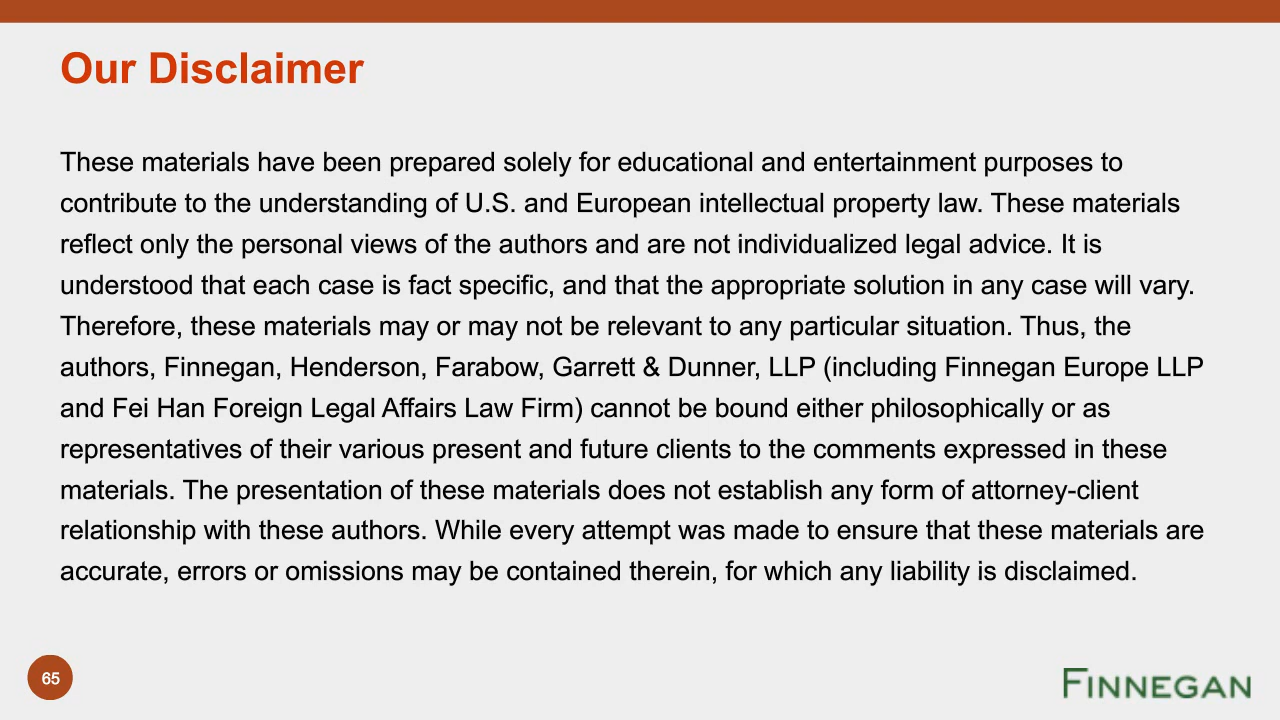 Our Disclaimer
These materials have been prepared solely for educational and entertainment purposes to
contribute to the understanding of U.S. and European intellectual property law. These materials
reflect only the personal views of the authors and are not individualized legal advice. It is
understood that each case is fact specific, and that the appropriate solution in any case will vary.
Therefore, these materials may or may not be relevant to any particular situation. Thus, the
authors, Finnegan, Henderson, Farabow, Garrett & Dunner, LLP (including Finnegan Europe LLP
and Fei Han Foreign Legal Affairs Law Firm) cannot be bound either philosophically or as
representatives of their various present and future clients to the comments expressed in these
materials. The presentation of these materials does not establish any form of attorney-client
relationship with these authors. While every attempt was made to ensure that these materials are
accurate, errors or omissions may be contained therein, for which any liability is disclaimed.
65
FINNEGAN